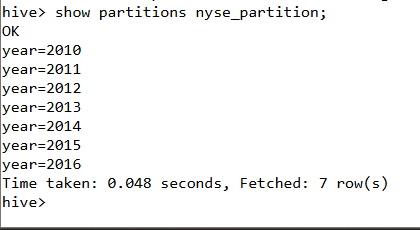 hive> show partitions nyse_partition;
OK
year=2010
year=2011
year=2012
year=2013
year=2014
year=2015
year=2016
Time taken: 0.048 seconds, Fetched: 7 row(s)
hive>